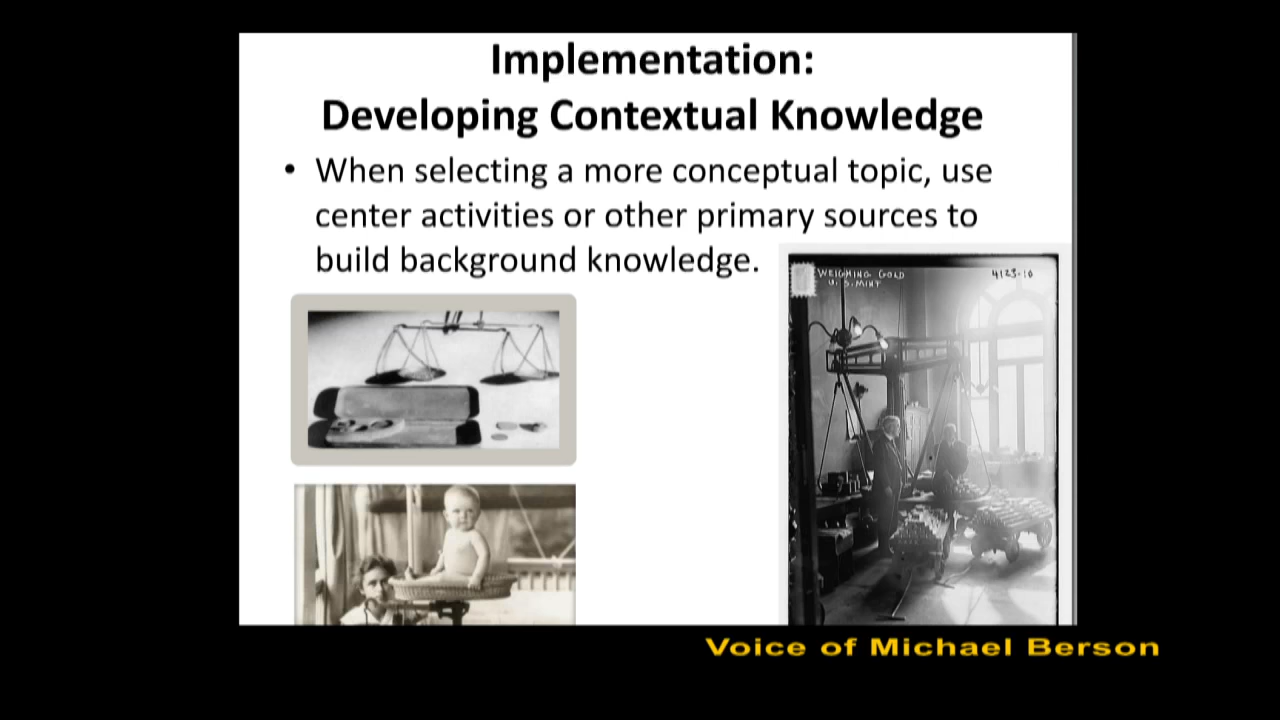 Implementation:
Developing Contextual Knowledge
• When selecting a more conceptual topic, use
center activities or other primary sources to
build background knowledge.
WEIGHING GOLD
U.S. MINT
4123-10
Voice of Michael Berson